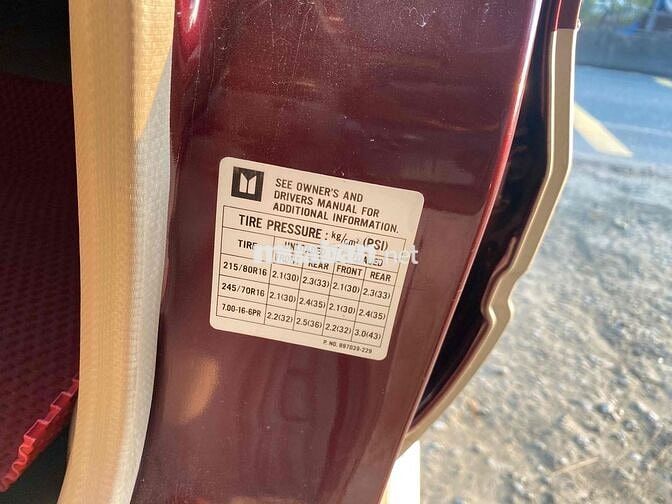 SEE OWNER'S AND
DRIVERS MANUAL FOR
ADDITIONAL INFORMATION.
TIRE PRESSURE : kg/cm² (PSI)
TIRE
REAR FRONT REAR
215/80R16 2.1(30) 2.3(33) 2.1(30) 2.3(33)
245/70R16 2.1(30) 2.4(35) 2.1(30) 2.4(35)
7.00-16-6PR 2.2(32) 2.5(36) 2.2(32) 3.0(43)
P. NO. 897039-229